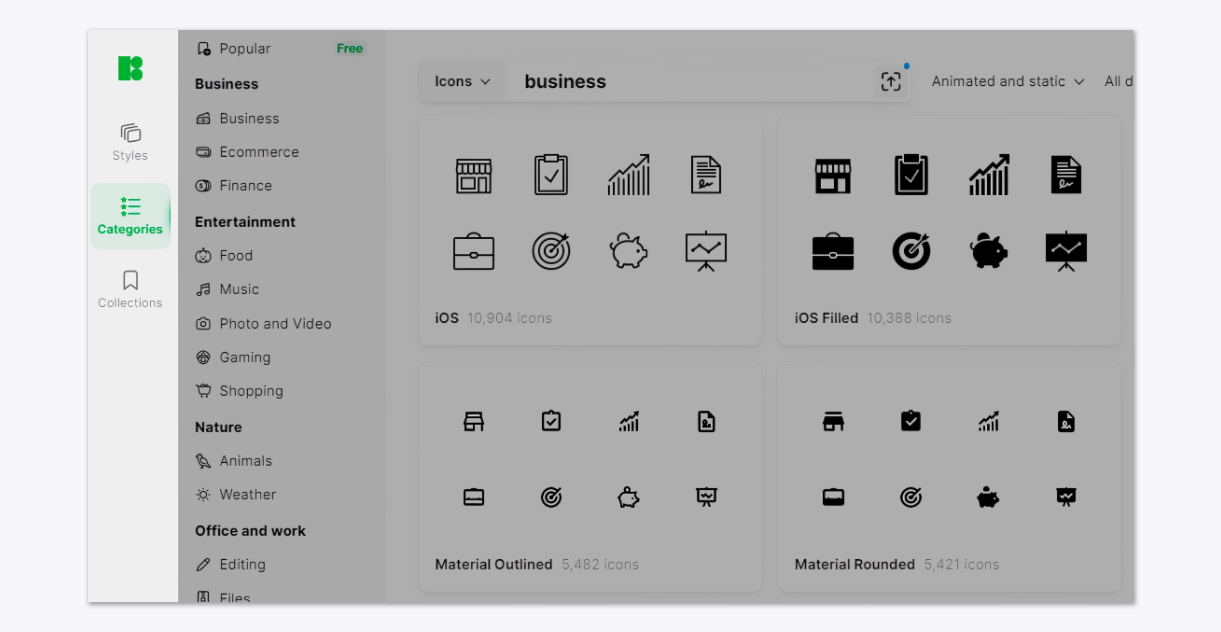 Styles
Categories
Collections
Popular Free
Business
Business
Ecommerce
Finance
Entertainment
Food
Music
Photo and Video
Gaming
Shopping
Nature
Animals
Weather
Office and work
Editing
Files
Icons business Animated and static All d
iOS 10,904 icons
iOS Filled 10,388 icons
Material Outlined 5,482 icons
Material Rounded 5,421 icons